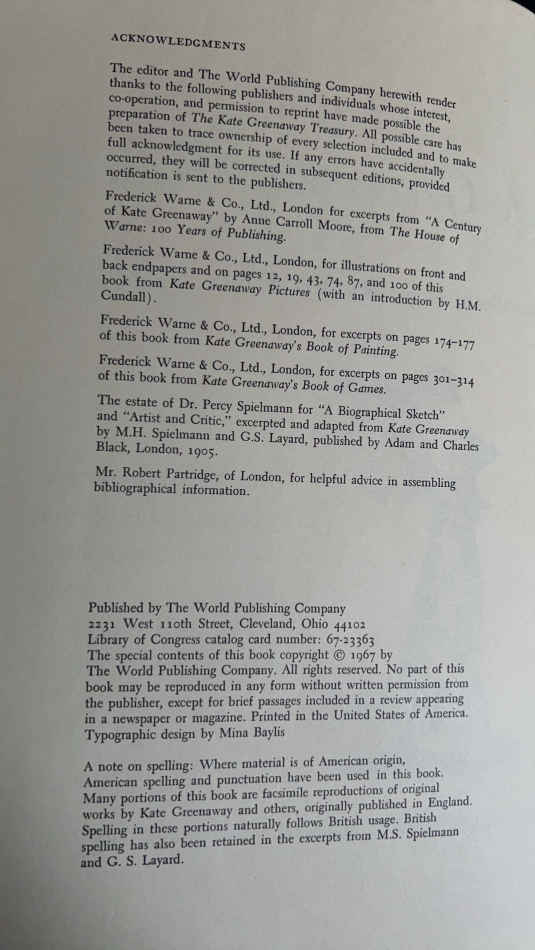 ACKNOWLEDGMENTS
The editor and The World Publishing Company herewith render
thanks to the following publishers and individuals whose interest,
co-operation, and permission to reprint have made possible the
preparation of The Kate Greenaway Treasury. All possible care has
been taken to trace ownership of every selection included and to make
full acknowledgment for its use. If any errors have accidentally
occurred, they will be corrected in subsequent editions, provided
notification is sent to the publishers.
Frederick Warne & Co., Ltd., London for excerpts from "A Century
of Kate Greenaway" by Anne Carroll Moore, from The House of
Warne: 100 Years of Publishing.
Frederick Warne & Co., Ltd., London, for illustrations on front and
back endpapers and on pages 12, 19, 43, 74, 87, and 100 of this
book from Kate Greenaway Pictures (with an introduction by H.M.
Cundall).
Frederick Warne & Co., Ltd., London, for excerpts on pages 174–177
of this book from Kate Greenaway's Book of Painting.
Frederick Warne & Co., Ltd., London, for excerpts on pages 301–314
of this book from Kate Greenaway's Book of Games.
The estate of Dr. Percy Spielmann for "A Biographical Sketch"
and "Artist and Critic," excerpted and adapted from Kate Greenaway
by M.H. Spielmann and G.S. Layard, published by Adam and Charles
Black, London, 1905.
Mr. Robert Partridge, of London, for helpful advice in assembling
bibliographical information.
Published by The World Publishing Company
2231 West 110th Street, Cleveland, Ohio 44102
Library of Congress catalog card number: 67-23363
The special contents of this book copyright © 1967 by
The World Publishing Company. All rights reserved. No part of this
book may be reproduced in any form without written permission from
the publisher, except for brief passages included in a review appearing
in a newspaper or magazine. Printed in the United States of America.
Typographic design by Mina Baylis
A note on spelling: Where material is of American origin,
American spelling and punctuation have been used in this book.
Many portions of this book are facsimile reproductions of original
works by Kate Greenaway and others, originally published in England.
Spelling in these portions naturally follows British usage. British
spelling has also been retained in the excerpts from M.S. Spielmann
and G. S. Layard.